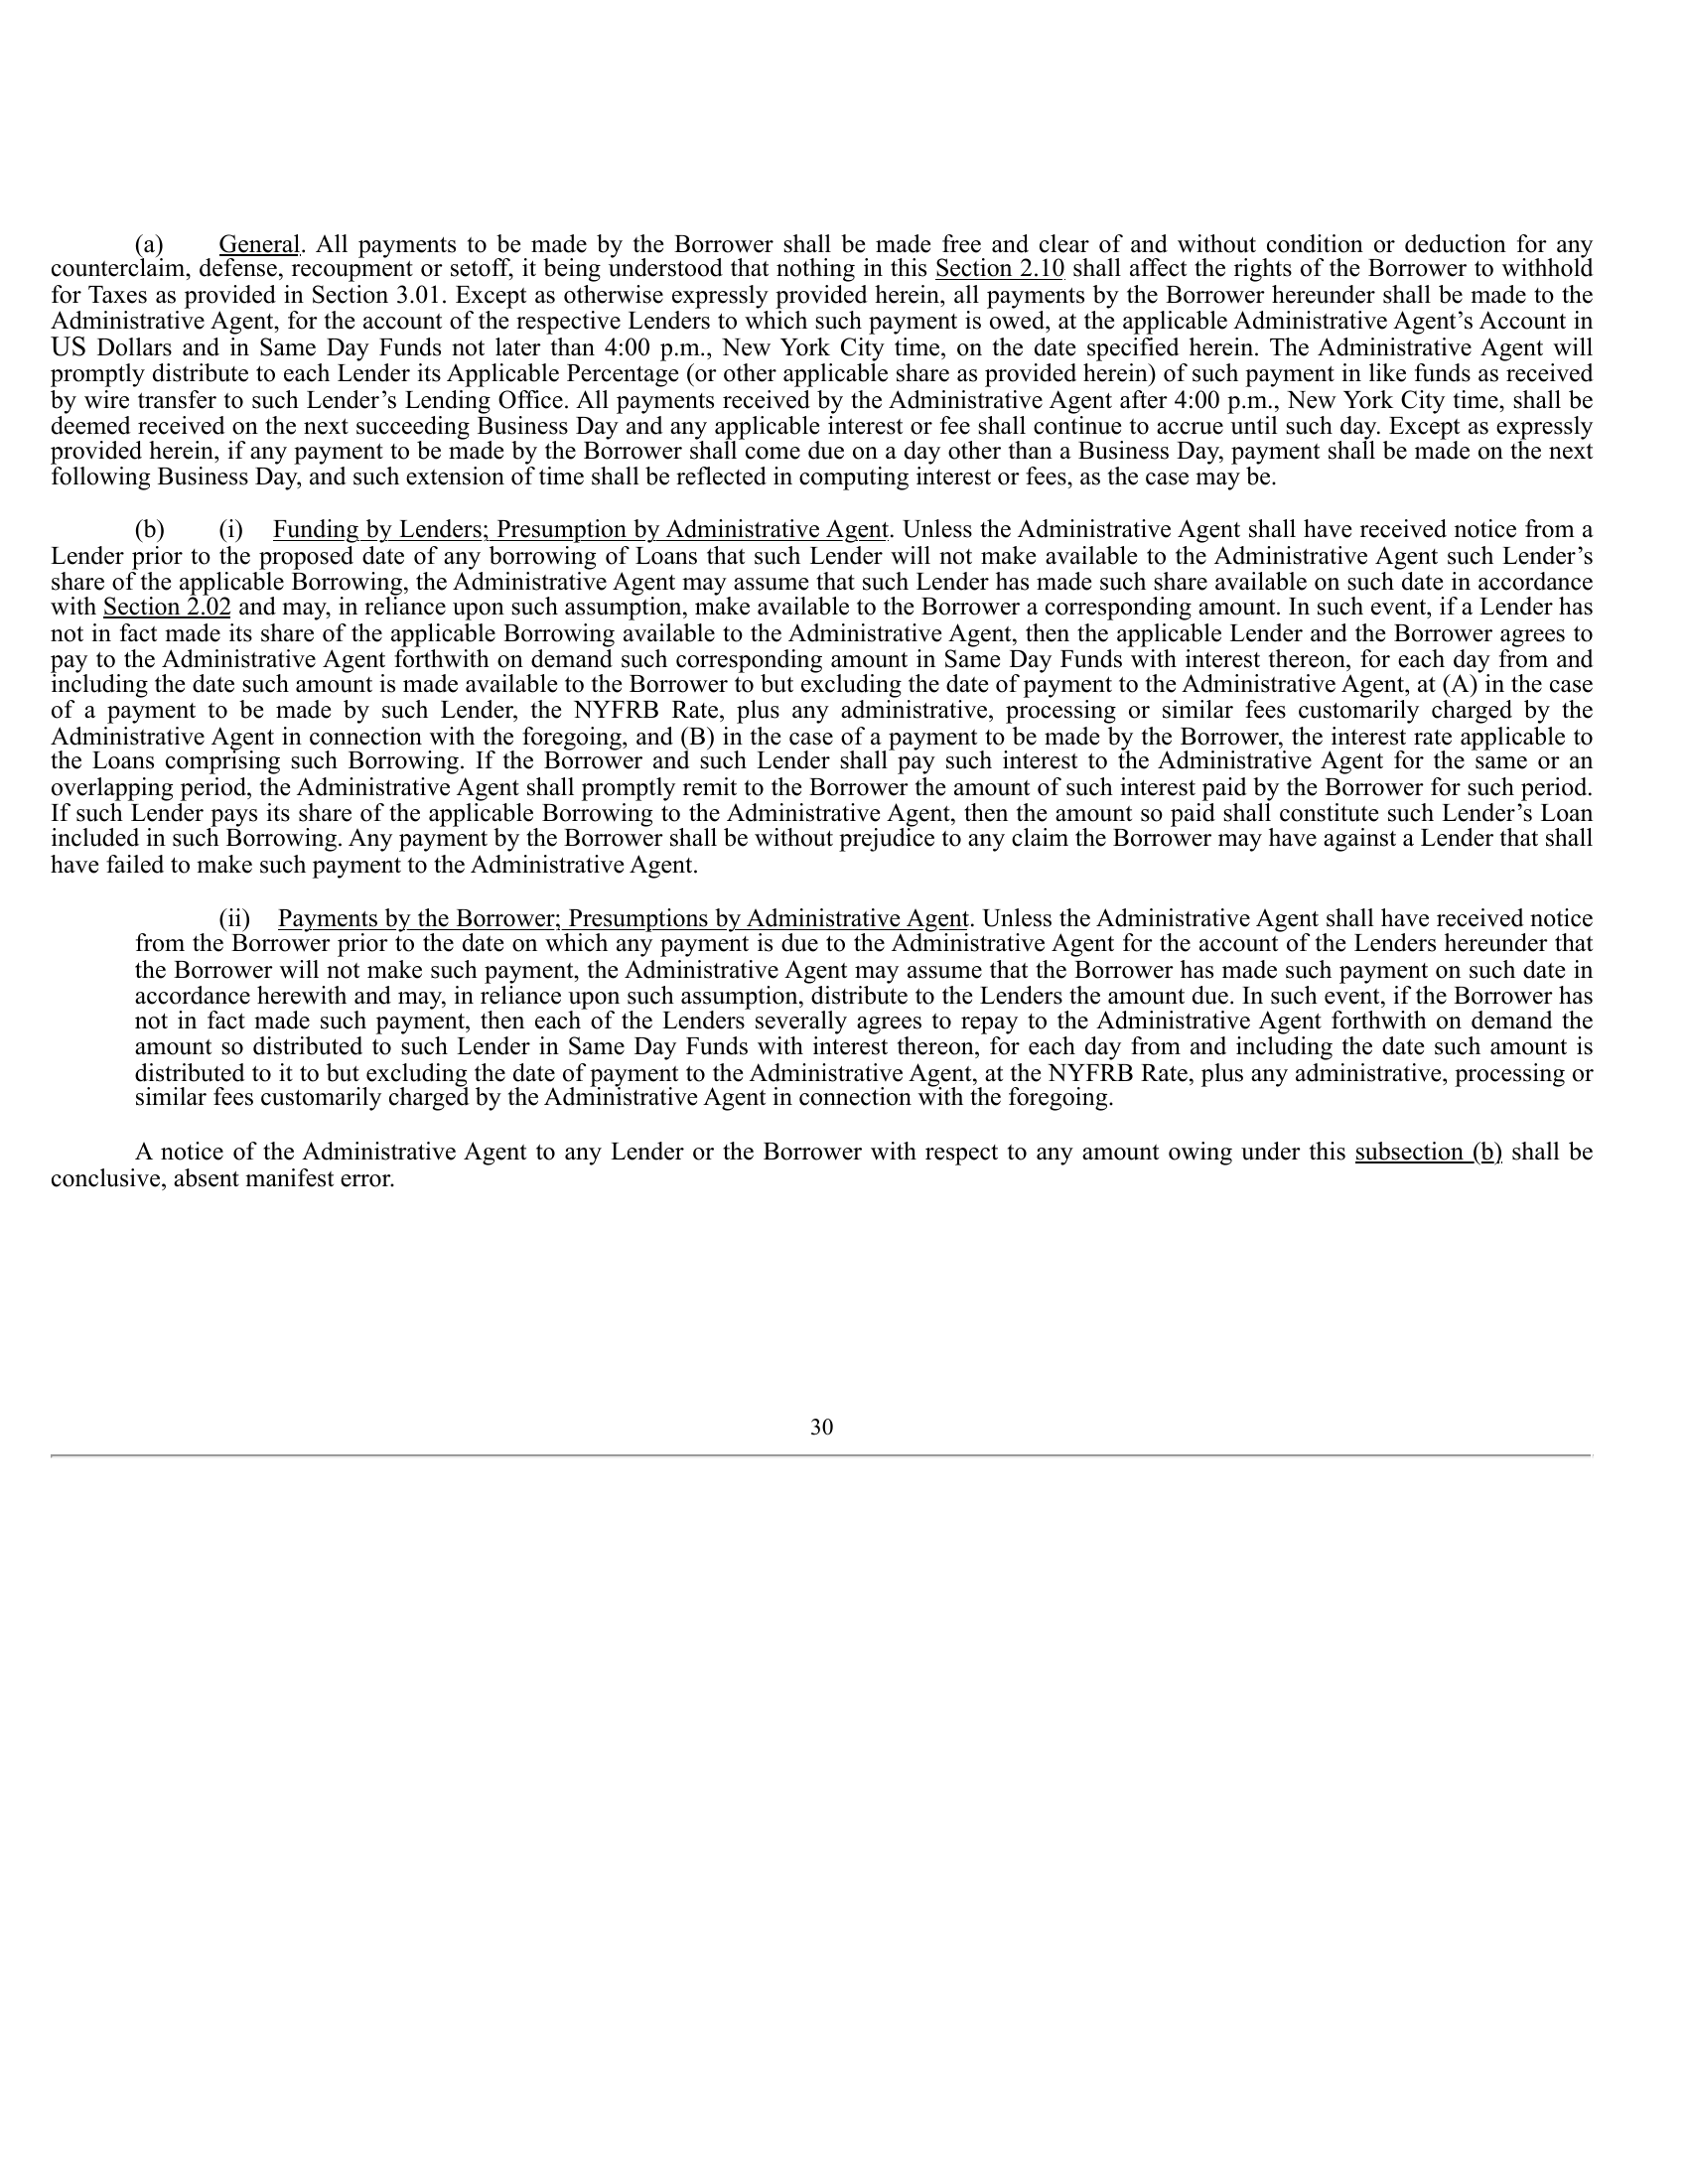 (a) General. All payments to be made by the Borrower shall be made free and clear of and without condition or deduction for any
counterclaim, defense, recoupment or setoff, it being understood that nothing in this Section 2.10 shall affect the rights of the Borrower to withhold
for Taxes as provided in Section 3.01. Except as otherwise expressly provided herein, all payments by the Borrower hereunder shall be made to the
Administrative Agent, for the account of the respective Lenders to which such payment is owed, at the applicable Administrative Agent’s Account in
US Dollars and in Same Day Funds not later than 4:00 p.m., New York City time, on the date specified herein. The Administrative Agent will
promptly distribute to each Lender its Applicable Percentage (or other applicable share as provided herein) of such payment in like funds as received
by wire transfer to such Lender’s Lending Office. All payments received by the Administrative Agent after 4:00 p.m., New York City time, shall be
deemed received on the next succeeding Business Day and any applicable interest or fee shall continue to accrue until such day. Except as expressly
provided herein, if any payment to be made by the Borrower shall come due on a day other than a Business Day, payment shall be made on the next
following Business Day, and such extension of time shall be reflected in computing interest or fees, as the case may be.
(b) (i) Funding by Lenders; Presumption by Administrative Agent. Unless the Administrative Agent shall have received notice from a
Lender prior to the proposed date of any borrowing of Loans that such Lender will not make available to the Administrative Agent such Lender’s
share of the applicable Borrowing, the Administrative Agent may assume that such Lender has made such share available on such date in accordance
with Section 2.02 and may, in reliance upon such assumption, make available to the Borrower a corresponding amount. In such event, if a Lender has
not in fact made its share of the applicable Borrowing available to the Administrative Agent, then the applicable Lender and the Borrower agrees to
pay to the Administrative Agent forthwith on demand such corresponding amount in Same Day Funds with interest thereon, for each day from and
including the date such amount is made available to the Borrower to but excluding the date of payment to the Administrative Agent, at (A) in the case
of a payment to be made by such Lender, the NYFRB Rate, plus any administrative, processing or similar fees customarily charged by the
Administrative Agent in connection with the foregoing, and (B) in the case of a payment to be made by the Borrower, the interest rate applicable to
the Loans comprising such Borrowing. If the Borrower and such Lender shall pay such interest to the Administrative Agent for the same or an
overlapping period, the Administrative Agent shall promptly remit to the Borrower the amount of such interest paid by the Borrower for such period.
If such Lender pays its share of the applicable Borrowing to the Administrative Agent, then the amount so paid shall constitute such Lender’s Loan
included in such Borrowing. Any payment by the Borrower shall be without prejudice to any claim the Borrower may have against a Lender that shall
have failed to make such payment to the Administrative Agent.
(ii) Payments by the Borrower; Presumptions by Administrative Agent. Unless the Administrative Agent shall have received notice
from the Borrower prior to the date on which any payment is due to the Administrative Agent for the account of the Lenders hereunder that
the Borrower will not make such payment, the Administrative Agent may assume that the Borrower has made such payment on such date in
accordance herewith and may, in reliance upon such assumption, distribute to the Lenders the amount due. In such event, if the Borrower has
not in fact made such payment, then each of the Lenders severally agrees to repay to the Administrative Agent forthwith on demand the
amount so distributed to such Lender in Same Day Funds with interest thereon, for each day from and including the date such amount is
distributed to it to but excluding the date of payment to the Administrative Agent, at the NYFRB Rate, plus any administrative, processing or
similar fees customarily charged by the Administrative Agent in connection with the foregoing.
A notice of the Administrative Agent to any Lender or the Borrower with respect to any amount owing under this subsection (b) shall be
conclusive, absent manifest error.
30